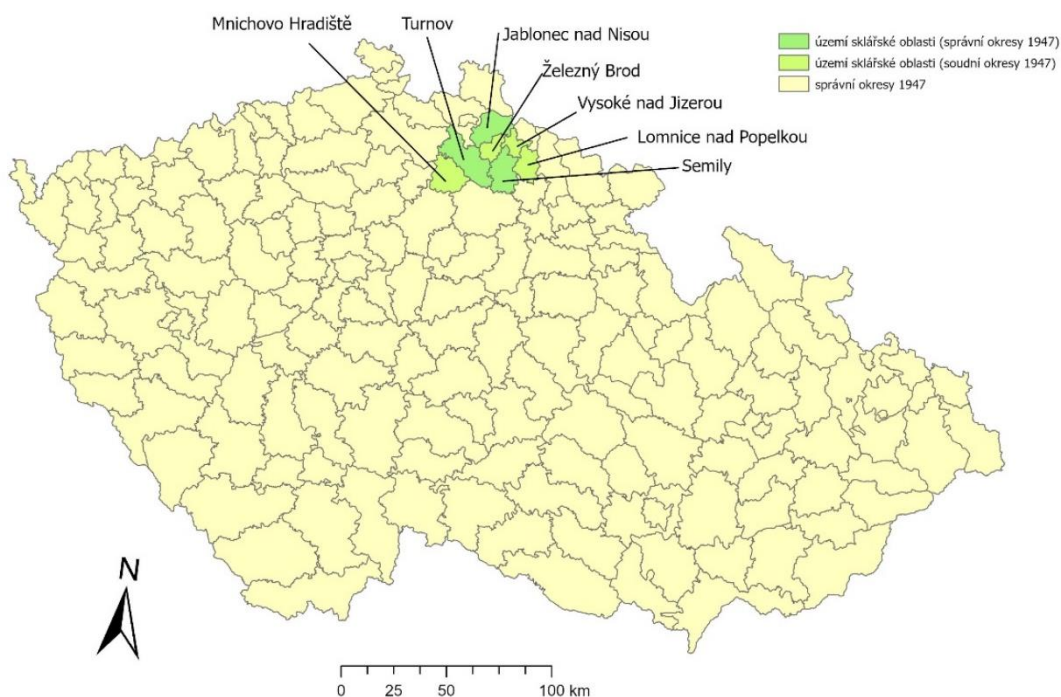 Mnichovo Hradiště
Turnov
Jablonec nad Nisou
Železný Brod
Vysoké nad Jizerou
Lomnice nad Popelkou
Semily
území sklářské oblasti (správní okresy 1947)
území sklářské oblasti (soudní okresy 1947)
správní okresy 1947
N
0 25 50 100 km